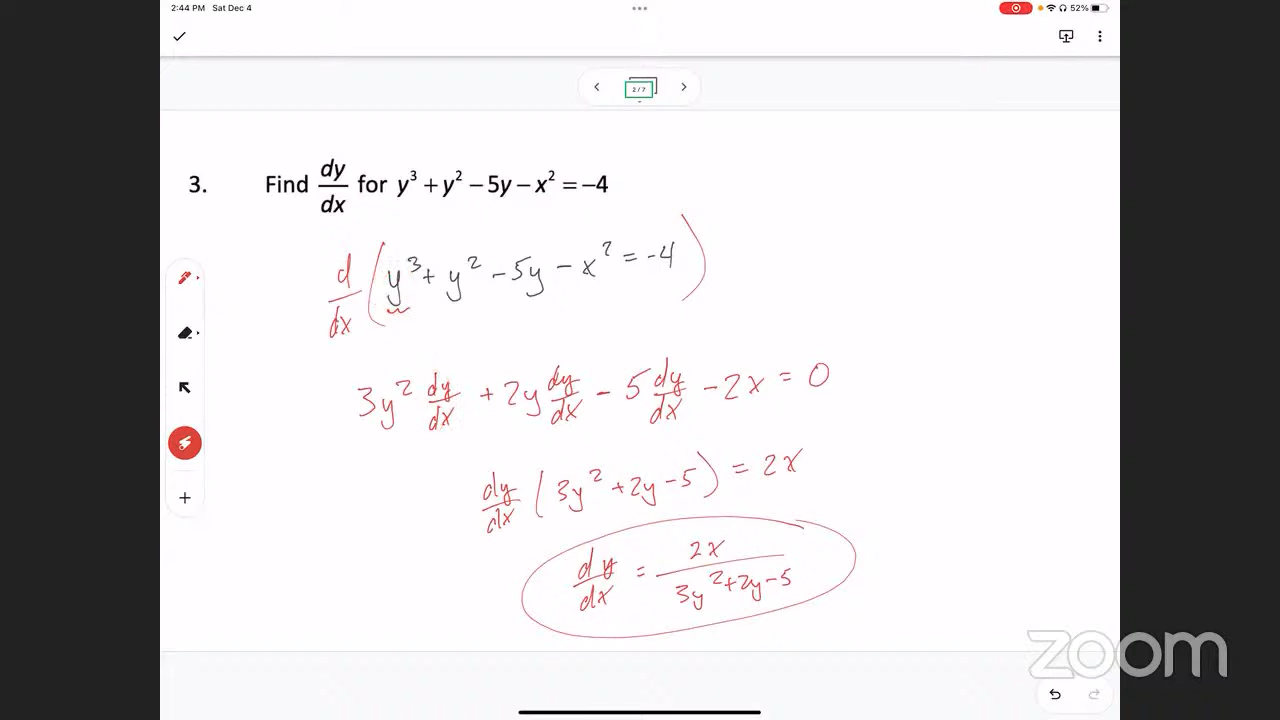 2:44 PM Sat Dec 4
52%
2 / 7
3. Find dy/dx for y³ + y² − 5y − x² = −4
d/dx (y³ + y² − 5y − x² = −4)
3y² dy/dx + 2y dy/dx − 5 dy/dx − 2x = 0
dy/dx (3y² + 2y − 5) = 2x
dy/dx = 2x/(3y² + 2y − 5)
zoom